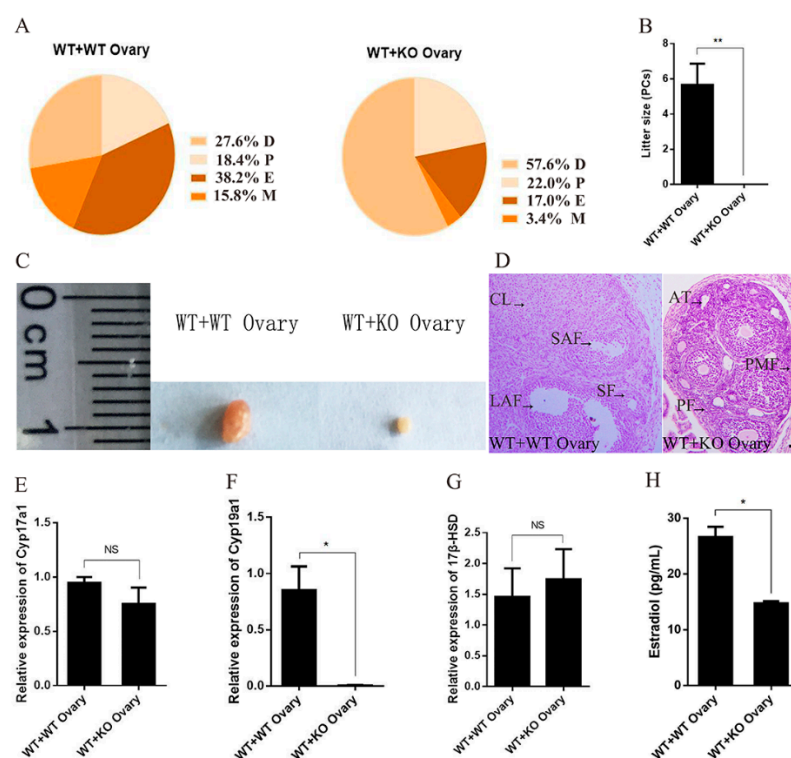 A
WT+WT Ovary
27.6% D
18.4% P
38.2% E
15.8% M
WT+KO Ovary
57.6% D
22.0% P
17.0% E
3.4% M
B
**
Litter size (PCs)
8
6
4
2
0
WT+WT Ovary
WT+KO Ovary
C
0 cm 1
WT+WT Ovary
WT+KO Ovary
D
CL→
SAF→
SF→
LAF→
WT+WT Ovary
AT→
PMF→
PF→
WT+KO Ovary
E
Relative expression of Cyp17a1
1.5
1.0
0.5
0.0
NS
WT+WT Ovary
WT+KO Ovary
F
Relative expression of Cyp19a1
1.5
1.0
0.5
0.0
*
WT+WT Ovary
WT+KO Ovary
G
Relative expression of 17β-HSD
2.5
2.0
1.5
1.0
0.5
0.0
NS
WT+WT Ovary
WT+KO Ovary
H
Estradiol (pg/mL)
30
20
10
0
*
WT+WT Ovary
WT+KO Ovary